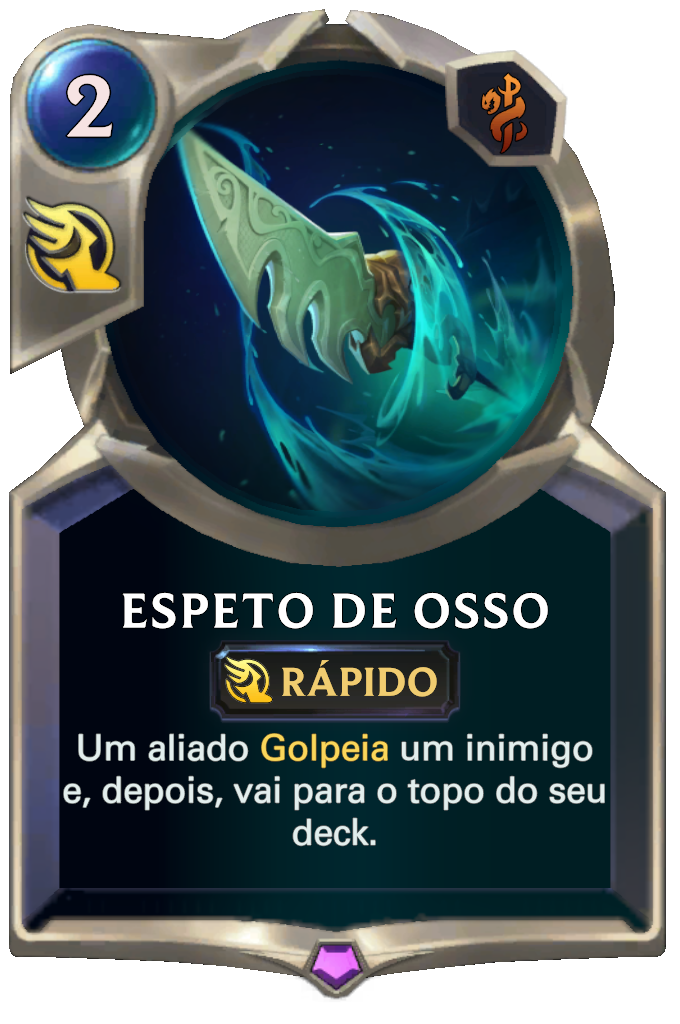 2
ESPETO DE OSSO
RÁPIDO
Um aliado Golpeia um inimigo
e, depois, vai para o topo do seu
deck.